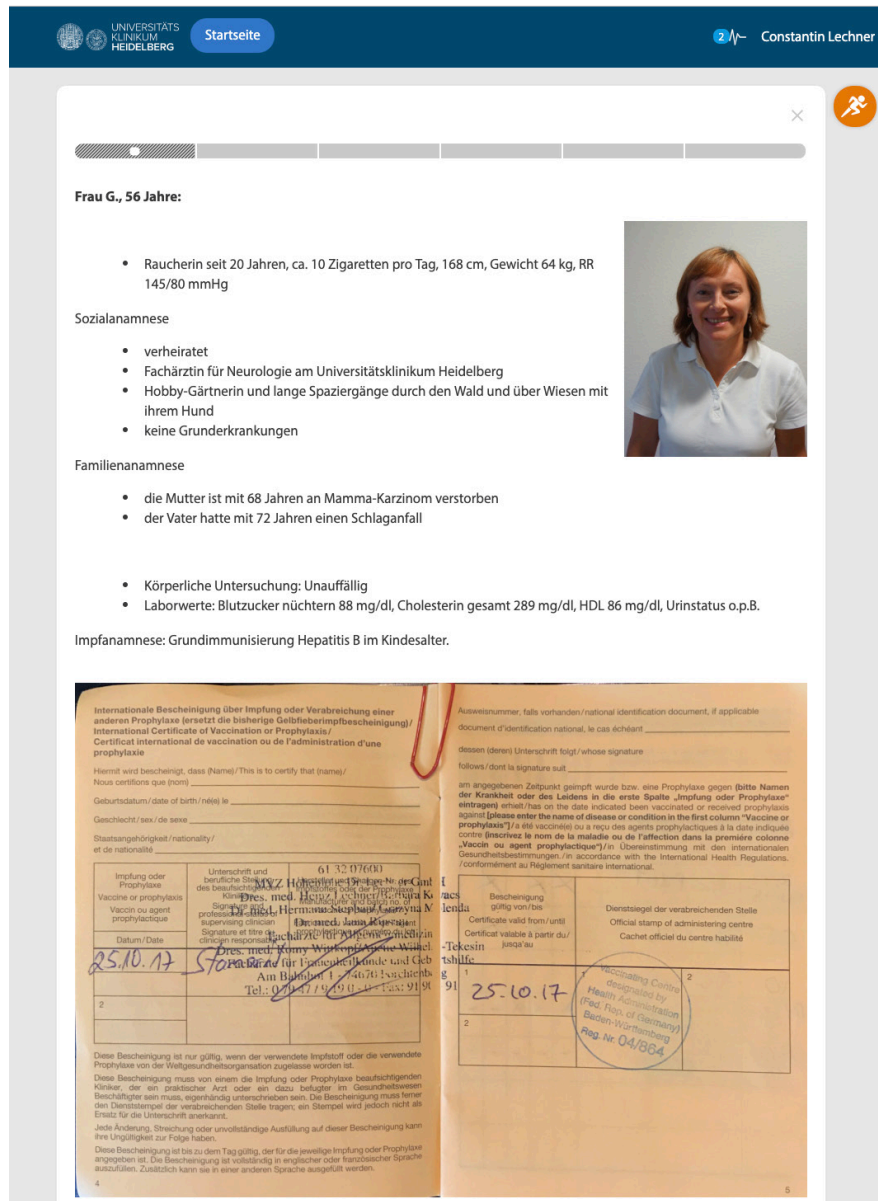 UNIVERSITÄTS
KLINIKUM
HEIDELBERG
Startseite
2
Constantin Lechner
Frau G., 56 Jahre:
• Raucherin seit 20 Jahren, ca. 10 Zigaretten pro Tag, 168 cm, Gewicht 64 kg, RR
145/80 mmHg
Sozialanamnese
• verheiratet
• Fachärztin für Neurologie am Universitätsklinikum Heidelberg
• Hobby-Gärtnerin und lange Spaziergänge durch den Wald und über Wiesen mit
ihrem Hund
• keine Grunderkrankungen
Familienanamnese
• die Mutter ist mit 68 Jahren an Mamma-Karzinom verstorben
• der Vater hatte mit 72 Jahren einen Schlaganfall
• Körperliche Untersuchung: Unauffällig
• Laborwerte: Blutzucker nüchtern 88 mg/dl, Cholesterin gesamt 289 mg/dl, HDL 86 mg/dl, Urinstatus o.p.B.
Impfanamnese: Grundimmunisierung Hepatitis B im Kindesalter.
Internationale Bescheinigung über Impfung oder Verabreichung einer
anderen Prophylaxe (ersetzt die bisherige Gelbfieberimpfbescheinigung)/
International Certificate of Vaccination or Prophylaxis/
Certificat international de vaccination ou de l'administration d'une
prophylaxie
Hiermit wird bescheinigt, dass (Name)/This is to certify that (name)/
Nous certifions que (nom)
Geburtsdatum/date of birth/né(e) le
Geschlecht/sex/de sexe
Staatsangehörigkeit/nationality/
et de nationalité
Impfung oder
Prophylaxe
Vaccine or prophylaxis
Vaccin ou agent
prophylactique
Datum/Date
Unterschrift und
berufliche Stellung
des beaufsichtigenden
Klinikers
supervising clinician
Signature et titre du
clinicien responsable
61 32 07600
Dres. med. Heinz Lechner/Barbara Kovacs
Fachärzte für Allgemeinmedizin
Fachärzte für Frauenheilkunde und Geburtshilfe
Am Bahnhof 1 - 74670 Forchtenberg
Tel.: 0 79 47 / 9 19 0 - 0 - Fax: 91 90 91
25.10.17
2
Diese Bescheinigung ist nur gültig, wenn der verwendete Impfstoff oder die verwendete
Prophylaxe von der Weltgesundheitsorgansation zugelasse worden ist.
Diese Bescheinigung muss von einem die Impfung oder Prophylaxe beaufsichtigenden
Kliniker, der ein praktischer Arzt oder ein dazu befugter im Gesundheitswesen
Beschäftigter sein muss, eigenhändig unterschrieben sein. Die Bescheinigung muss ferner
den Dienststempel der verabreichenden Stelle tragen; ein Stempel wird jedoch nicht als
Ersatz für die Unterschrift anerkannt.
Jede Änderung, Streichung oder unvollständige Ausfüllung auf dieser Bescheinigung kann
ihre Ungültigkeit zur Folge haben.
Diese Bescheinigung ist bis zu dem Tag gültig, der für die jeweilige Impfung oder Prophylaxe
angegeben ist. Die Bescheinigung ist vollständig in englischer oder französischer Sprache
auszufüllen. Zusätzlich kann sie in einer anderen Sprache ausgefüllt werden.
4
Ausweisnummer, falls vorhanden/national identification document, if applicable
document d'identification national, le cas échéant
dessen (deren) Unterschrift folgt/whose signature
follows/dont la signature suit
am angegebenen Zeitpunkt geimpft wurde bzw. eine Prophylaxe gegen (bitte Namen
der Krankheit oder des Leidens in die erste Spalte „Impfung oder Prophylaxe"
eintragen) erhielt/has on the date indicated been vaccinated or received prophylaxis
against [please enter the name of disease or condition in the first column "Vaccine or
prophylaxis"]/a été vacciné(e) ou a reçu des agents prophylactiques à la date indiquée
contre (inscrivez le nom de la maladie ou de l'affection dans la première colonne
„Vaccin ou agent prophylactique")/in Übereinstimmung mit den internationalen
Gesundheitsbestimmungen./in accordance with the International Health Regulations.
/conformément au Règlement sanitaire international.
Bescheinigung
gültig von/bis
Certificate valid from/until
Certificat valable à partir du/
jusqu'au
Dienstsiegel der verabreichenden Stelle
Official stamp of administering centre
Cachet officiel du centre habilité
25.10.17
1
Vaccinating Centre
designated by
Health Administration
(Fed. Rep. of Germany)
Baden-Württemberg
Reg. Nr. 04/864
2
2
5